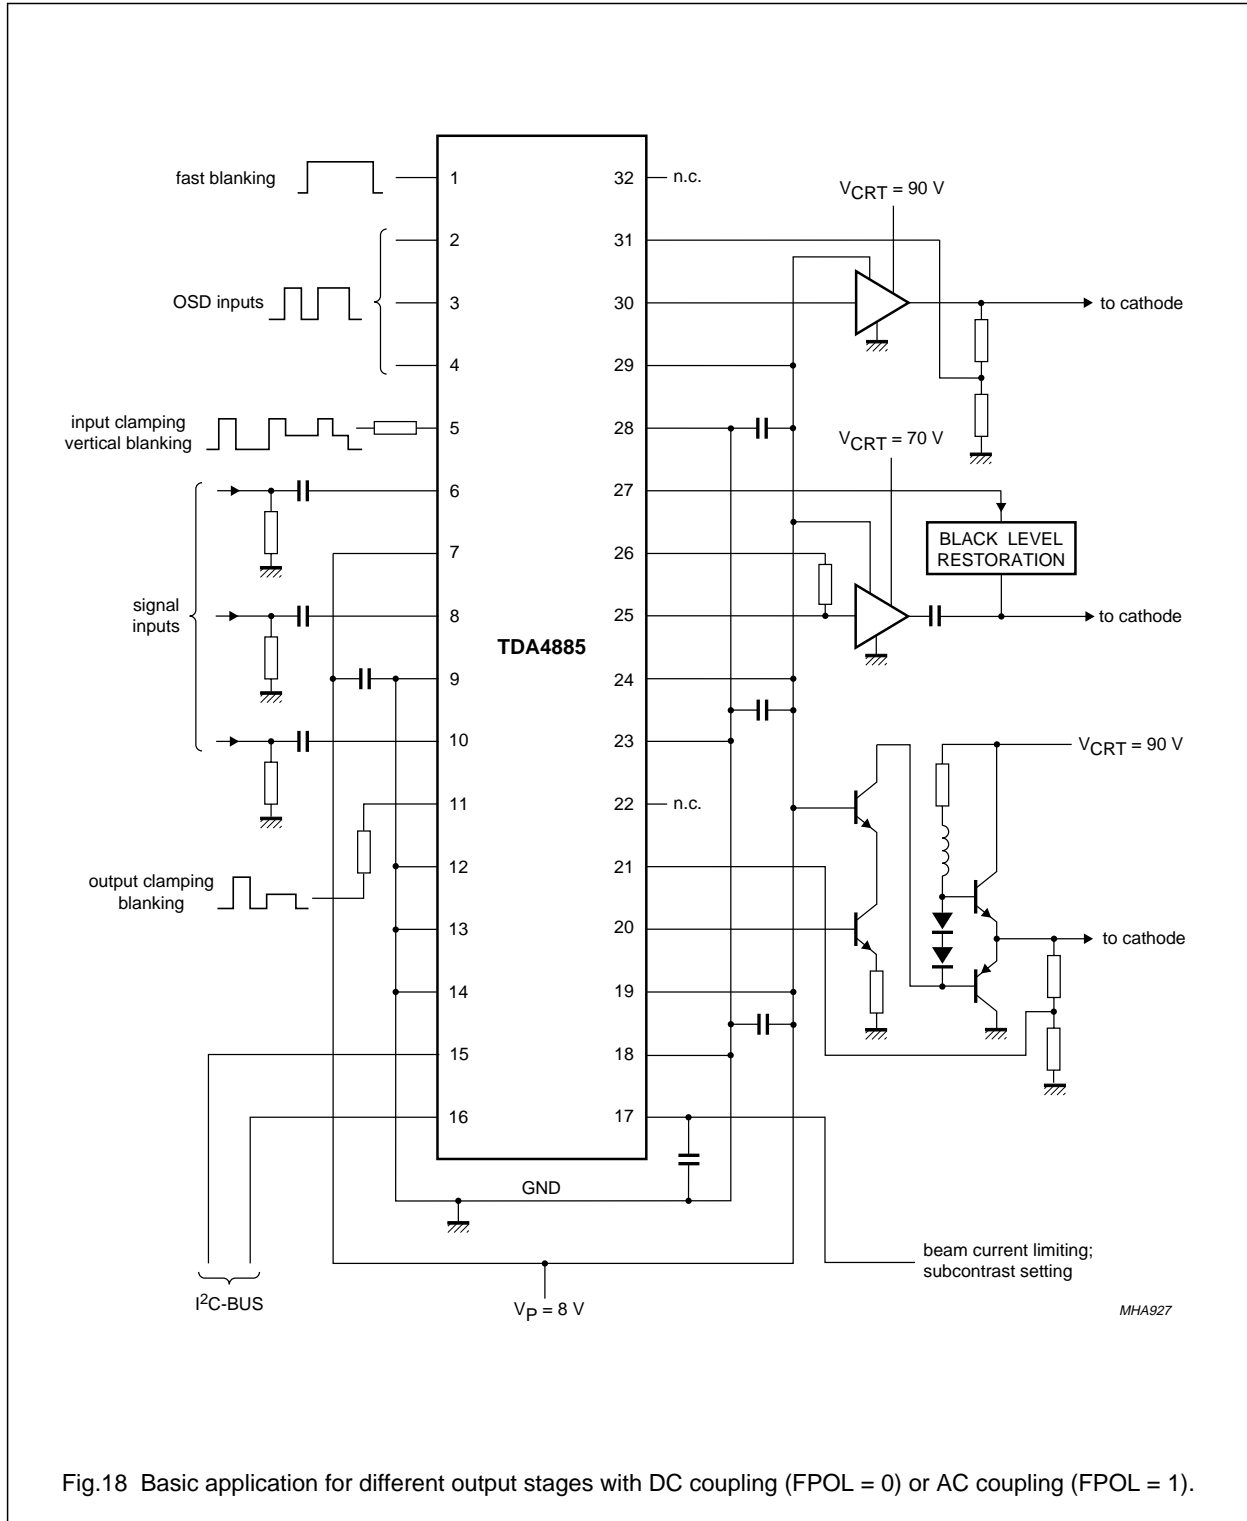 fast blanking
1
32
n.c.
V_CRT = 90 V
2
31
OSD inputs
3
30
to cathode
4
29
input clamping
vertical blanking
5
28
V_CRT = 70 V
6
27
BLACK LEVEL
RESTORATION
7
26
signal
inputs
8
25
to cathode
TDA4885
9
24
10
23
V_CRT = 90 V
11
22
n.c.
12
21
output clamping
blanking
13
20
to cathode
14
19
15
18
16
17
GND
beam current limiting;
subcontrast setting
I²C-BUS
V_P = 8 V
MHA927
Fig.18 Basic application for different output stages with DC coupling (FPOL = 0) or AC coupling (FPOL = 1).